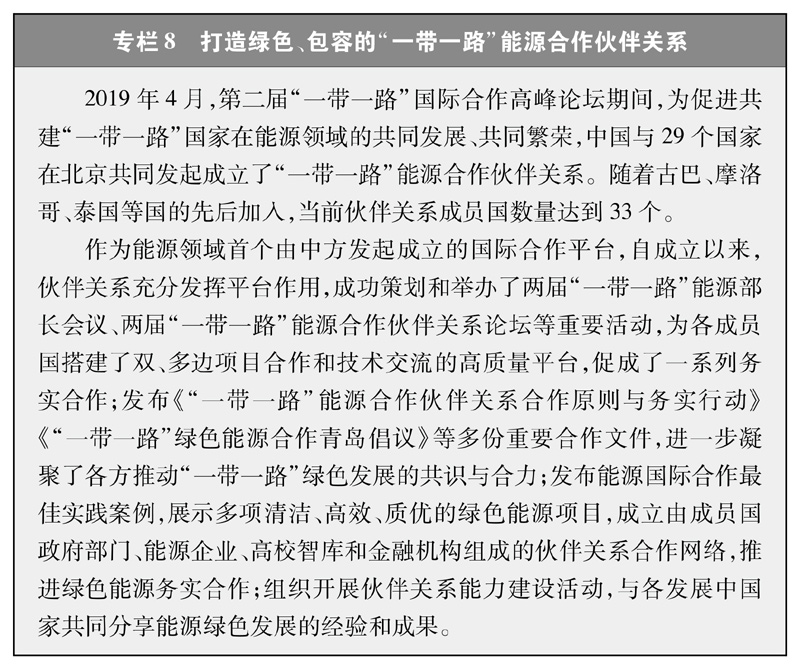 专栏8　打造绿色、包容的“一带一路”能源合作伙伴关系
2019年4月，第二届“一带一路”国际合作高峰论坛期间，为促进共
建“一带一路”国家在能源领域的共同发展、共同繁荣，中国与29个国家
在北京共同发起成立了“一带一路”能源合作伙伴关系。随着古巴、摩洛
哥、泰国等国的先后加入，当前伙伴关系成员国数量达到33个。
作为能源领域首个由中方发起成立的国际合作平台，自成立以来，
伙伴关系充分发挥平台作用，成功策划和举办了两届“一带一路”能源部
长会议、两届“一带一路”能源合作伙伴关系论坛等重要活动，为各成员
国搭建了双、多边项目合作和技术交流的高质量平台，促成了一系列务
实合作；发布《“一带一路”能源合作伙伴关系合作原则与务实行动》
《“一带一路”绿色能源合作青岛倡议》等多份重要合作文件，进一步凝
聚了各方推动“一带一路”绿色发展的共识与合力；发布能源国际合作最
佳实践案例，展示多项清洁、高效、质优的绿色能源项目，成立由成员国
政府部门、能源企业、高校智库和金融机构组成的伙伴关系合作网络，推
进绿色能源务实合作；组织开展伙伴关系能力建设活动，与各发展中国
家共同分享能源绿色发展的经验和成果。